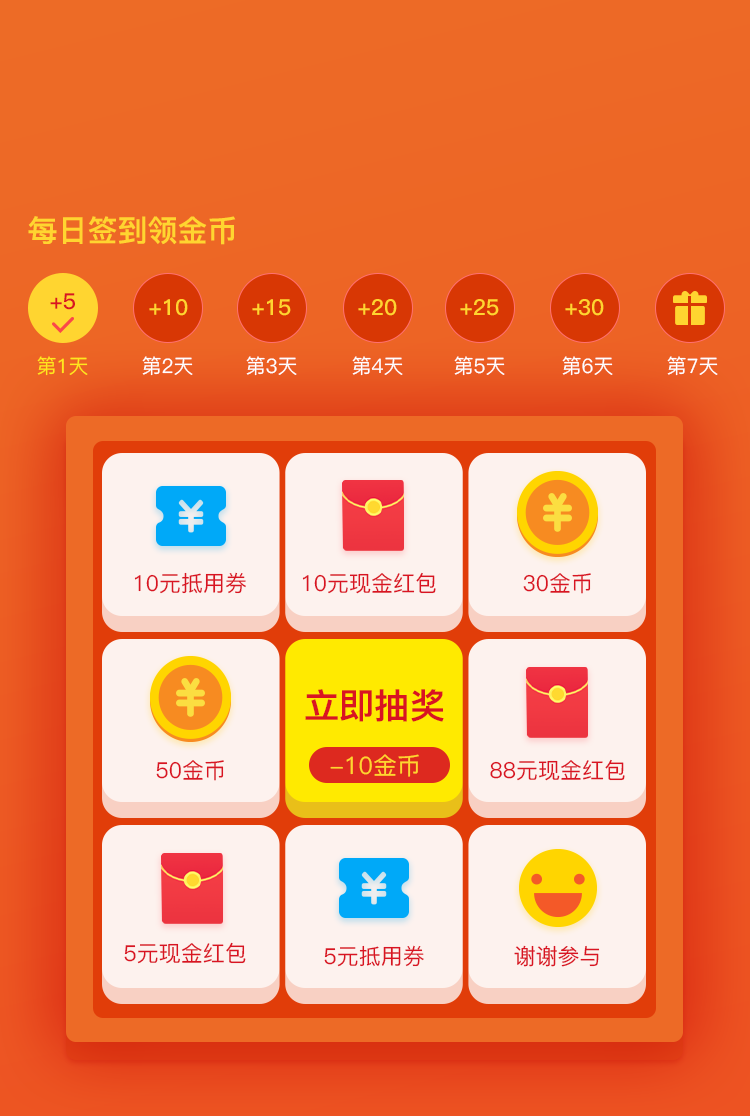 每日签到领金币
+5 +10 +15 +20 +25 +30
第1天 第2天 第3天 第4天 第5天 第6天 第7天
¥ ¥
10元抵用券 10元现金红包 30金币
¥
立即抽奖
-10金币
50金币 88元现金红包
¥
5元现金红包 5元抵用券 谢谢参与